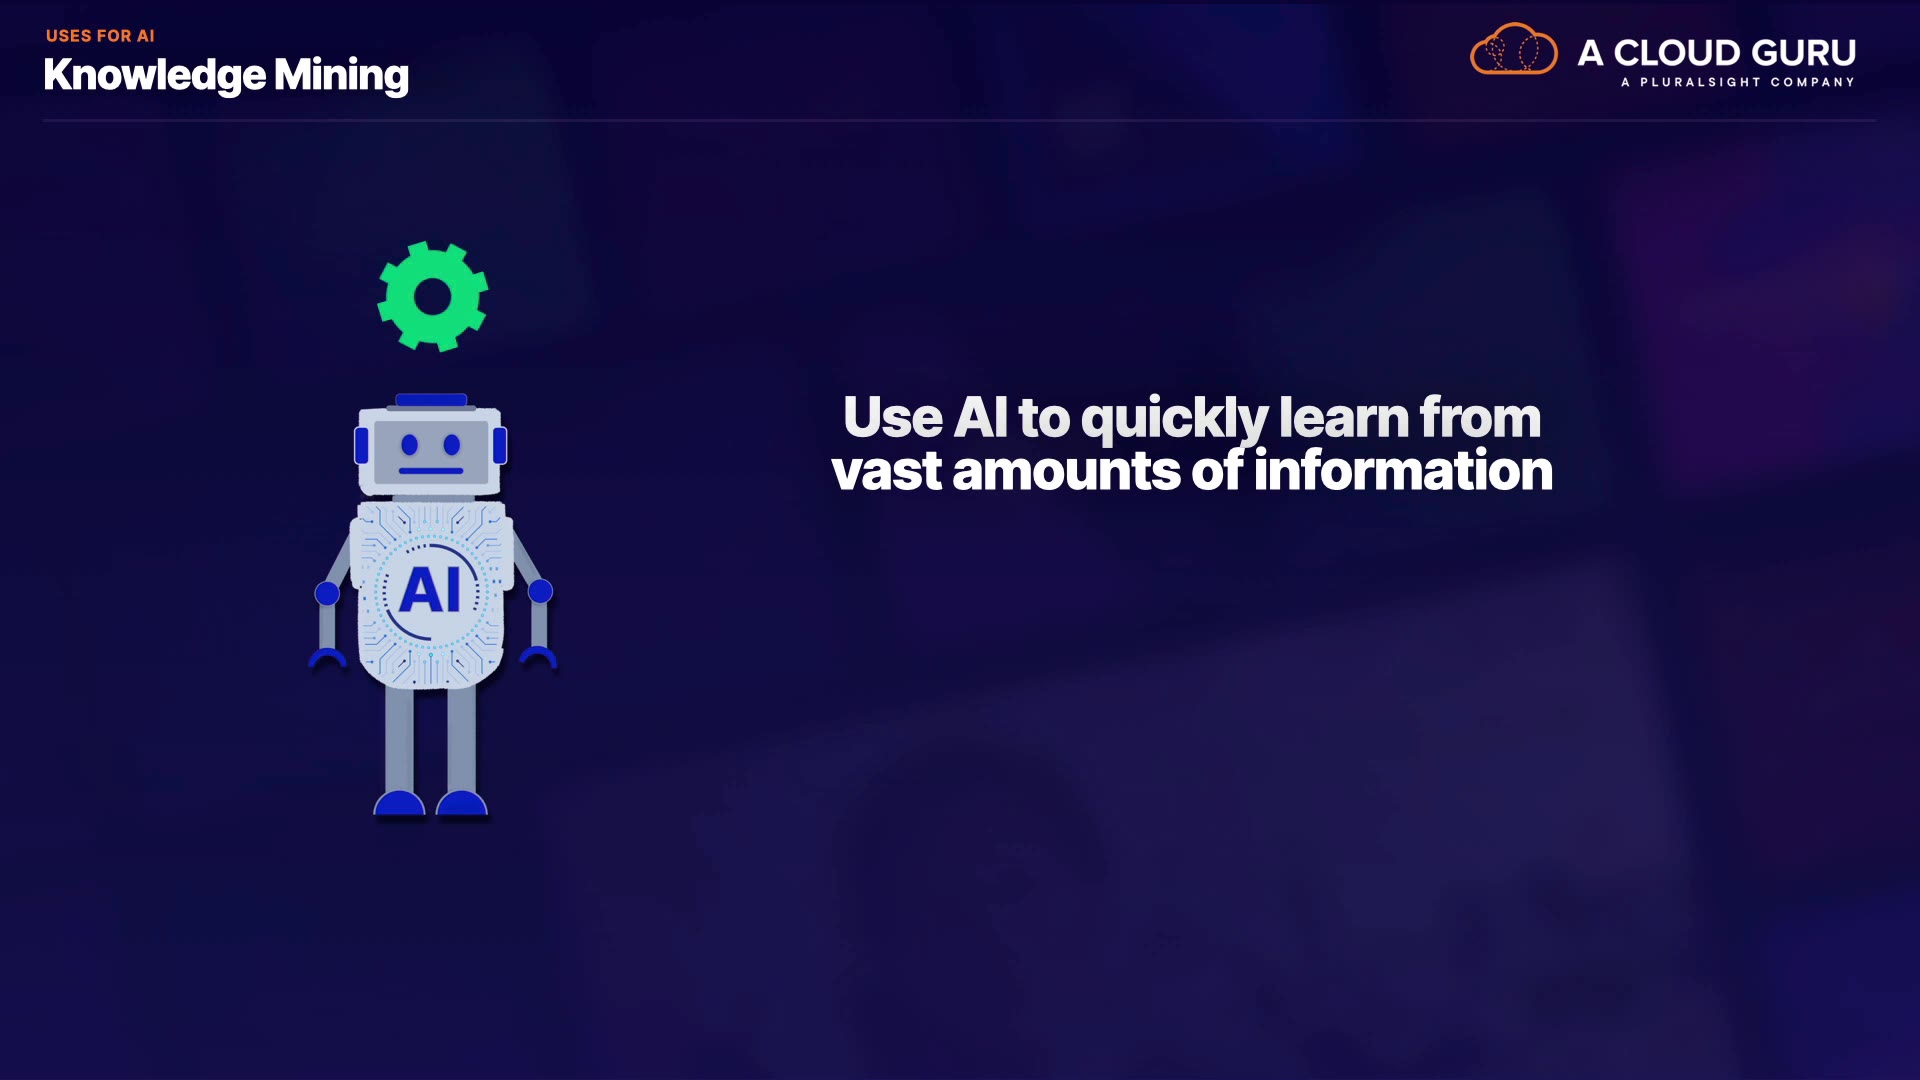 USES FOR AI
Knowledge Mining
A CLOUD GURU
A PLURALSIGHT COMPANY
Use AI to quickly learn from
vast amounts of information
AI